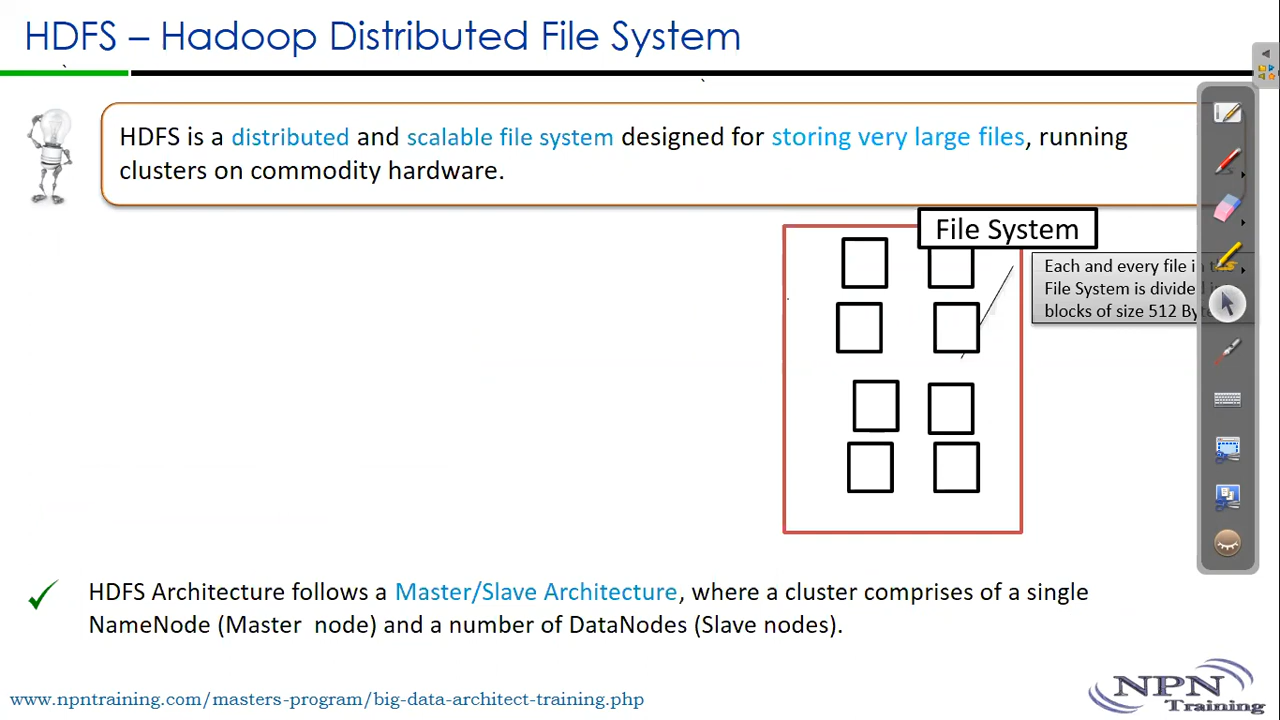 HDFS – Hadoop Distributed File System
HDFS is a distributed and scalable file system designed for storing very large files, running
clusters on commodity hardware.
File System
Each and every file in
File System is divided
blocks of size 512
HDFS Architecture follows a Master/Slave Architecture, where a cluster comprises of a single
NameNode (Master node) and a number of DataNodes (Slave nodes).
www.npntraining.com/masters-program/big-data-architect-training.php
NPN
Training